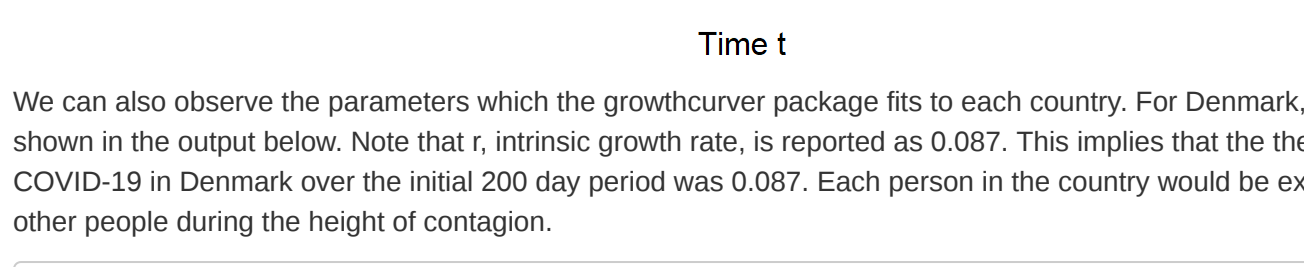 Time t
We can also observe the parameters which the growthcurver package fits to each country. For Denmark,
shown in the output below. Note that r, intrinsic growth rate, is reported as 0.087. This implies that the the
COVID-19 in Denmark over the initial 200 day period was 0.087. Each person in the country would be ex
other people during the height of contagion.